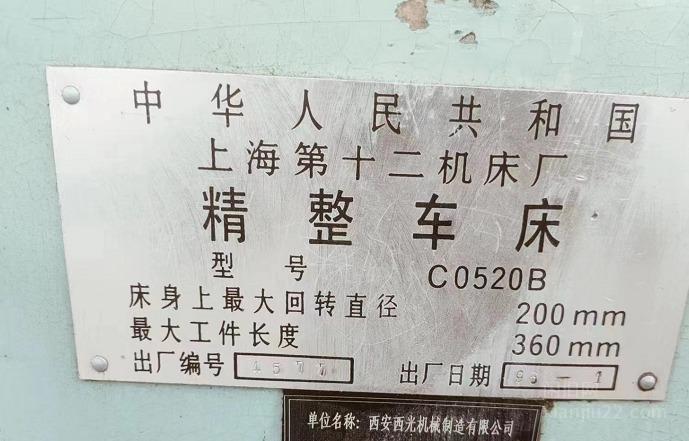 中华人民共和国
上海第十二机床厂
精整车床
型号 C0520B
床身上最大回转直径 200mm
最大工件长度 360mm
出厂编号 出厂日期
单位名称：西安西光机械制造有限公司